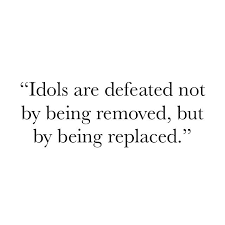 “Idols are defeated not
by being removed, but
by being replaced.”